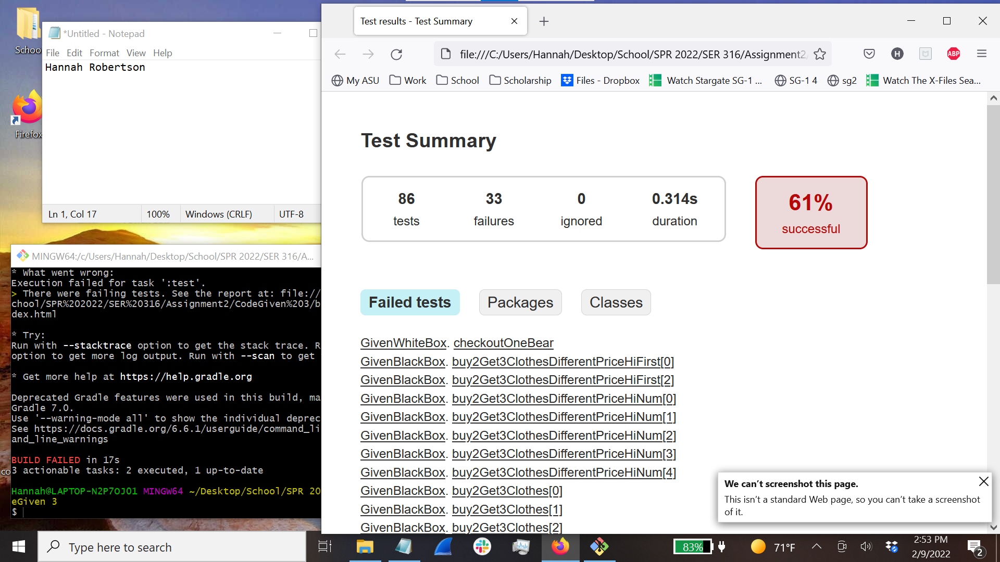 School
Firefox
*Untitled - Notepad
File Edit Format View Help
Hannah Robertson
Ln 1, Col 17 100% Windows (CRLF) UTF-8
MINGW64:/c/Users/Hannah/Desktop/School/SPR 2022/SER 316/A...
* What went wrong:
Execution failed for task ':test'.
> There were failing tests. See the report at: file://
chool/SPR%202022/SER%20316/Assignment2/CodeGiven%203/b
dex.html
* Try:
Run with --stacktrace option to get the stack trace. R
option to get more log output. Run with --scan to get
* Get more help at https://help.gradle.org
Deprecated Gradle features were used in this build, ma
Gradle 7.0.
Use '--warning-mode all' to show the individual deprec
See https://docs.gradle.org/6.6.1/userguide/command_li
and_line_warnings
BUILD FAILED in 17s
co
3 actionable tasks: 2 executed, 1 up-to-date
Hannah@LAPTOP-N2P7OJO1 MINGW64 ~/Desktop/School/SPR 20
eGiven 3
$
Test results - Test Summary
file:///C:/Users/Hannah/Desktop/School/SPR 2022/SER 316/Assignment2/
H
ABP
My ASU Work School Scholarship Files - Dropbox Watch Stargate SG-1 ... SG-1 4 sg2 Watch The X-Files Sea...
Test Summary
86 33 0 0.314s
tests failures ignored duration
61%
successful
Failed tests Packages Classes
GivenWhiteBox. checkoutOneBear
GivenBlackBox. buy2Get3ClothesDifferentPriceHiFirst[0]
GivenBlackBox. buy2Get3ClothesDifferentPriceHiFirst[2]
GivenBlackBox. buy2Get3ClothesDifferentPriceHiNum[0]
GivenBlackBox. buy2Get3ClothesDifferentPriceHiNum[1]
GivenBlackBox. buy2Get3ClothesDifferentPriceHiNum[2]
GivenBlackBox. buy2Get3ClothesDifferentPriceHiNum[3]
GivenBlackBox. buy2Get3ClothesDifferentPriceHiNum[4]
GivenBlackBox. buy2Get3Clothes[0]
GivenBlackBox. buy2Get3Clothes[1]
GivenBlackBox. buy2Get3Clothes[2]
We can't screenshot this page.
This isn't a standard Web page, so you can't take a screenshot
of it.
Type here to search
83%
71°F
2:53 PM
2/9/2022
2